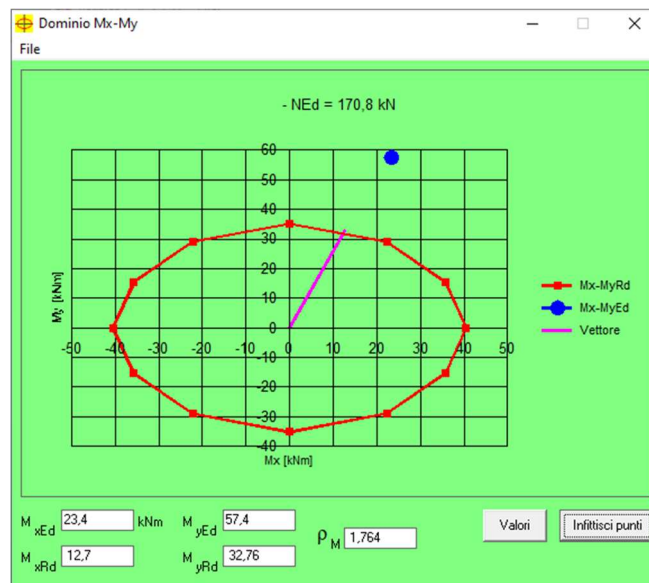 Dominio Mx-My
File
- NEd = 170,8 kN
60
50
40
30
20
10
0
-10
-20
-30
-40
-50 -40 -30 -20 -10 0 10 20 30 40 50
My [kNm]
Mx [kNm]
Mx-MyRd
Mx-MyEd
Vettore
M xEd 23,4 kNm M yEd 57,4
M xRd 12,7 M yRd 32,76
ρ M 1,764
Valori Infittisci punti